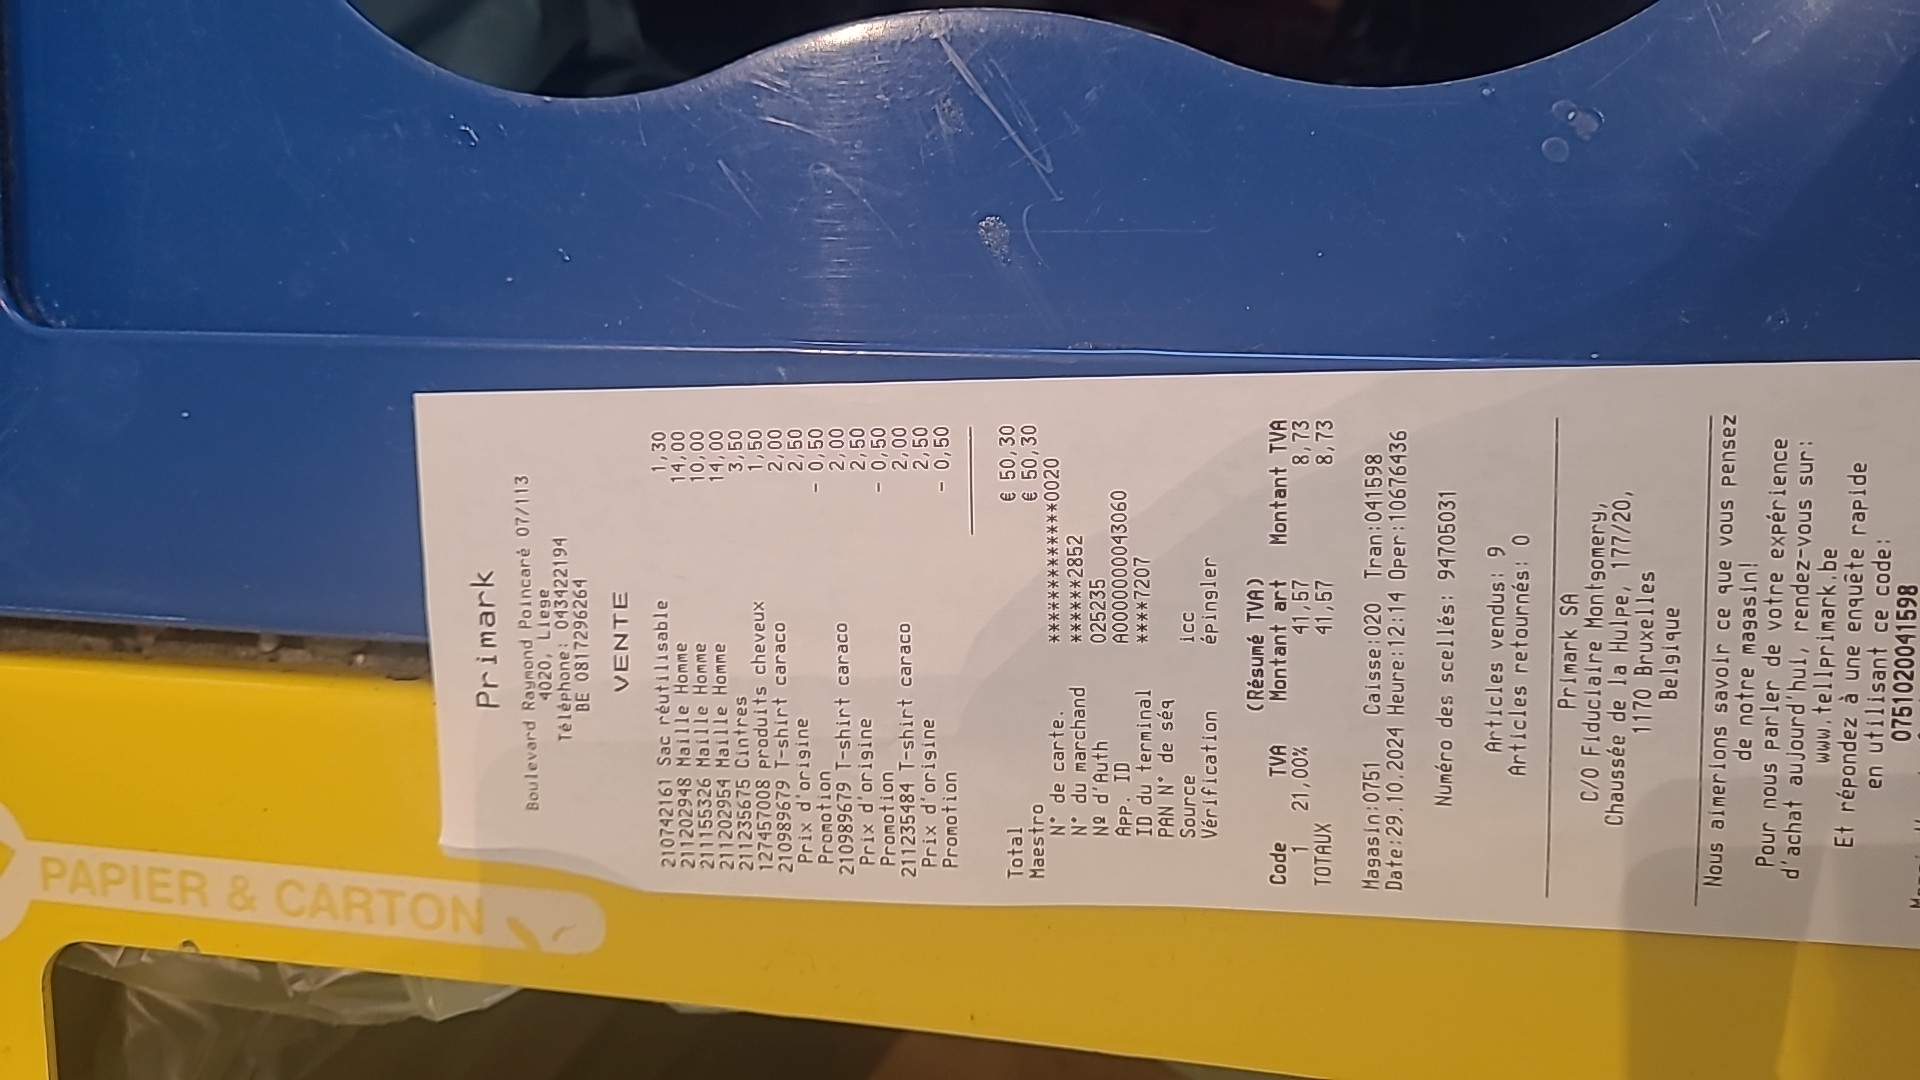 PAPIER & CARTON
Primark
Boulevard Raymond Poincaré 07/113
4020, Liege
Téléphone: 043422194
BE 0817296264
VENTE
210742161 Sac réutilisable 1,30
211202948 Maille Homme 14,00
211155326 Maille Homme 10,00
211202954 Maille Homme 14,00
211235675 Cintres 3,50
127457008 produits cheveux 1,50
210989679 T-shirt caraco 2,00
Prix d'origine 2,50
Promotion - 0,50
210989679 T-shirt caraco 2,00
Prix d'origine 2,50
Promotion - 0,50
211235484 T-shirt caraco 2,00
Prix d'origine 2,50
Promotion - 0,50
Total € 50,30
Maestro € 50,30
N° de carte. ***************0020
N° du marchand ******2852
Nº d'Auth 025235
App. ID A0000000043060
ID du terminal ****7207
PAN N° de séq
Source icc
Vérification épingler
(Résumé TVA)
Code TVA Montant art Montant TVA
1 21,00% 41,57 8,73
TOTAUX 41,57 8,73
Magasin:0751 Caisse:020 Tran:041598
Date:29.10.2024 Heure:12:14 Oper:10676436
Numéro des scellés: 94705031
Articles vendus: 9
Articles retournés: 0
Primark SA
C/O Fiduciaire Montgomery,
Chaussée de la Hulpe, 177/20,
1170 Bruxelles
Belgique
Nous aimerions savoir ce que vous pensez
de notre magasin!
Pour nous parler de votre expérience
d'achat aujourd'hui, rendez-vous sur:
www.tellprimark.be
Et répondez à une enquête rapide
en utilisant ce code:
0751020041598